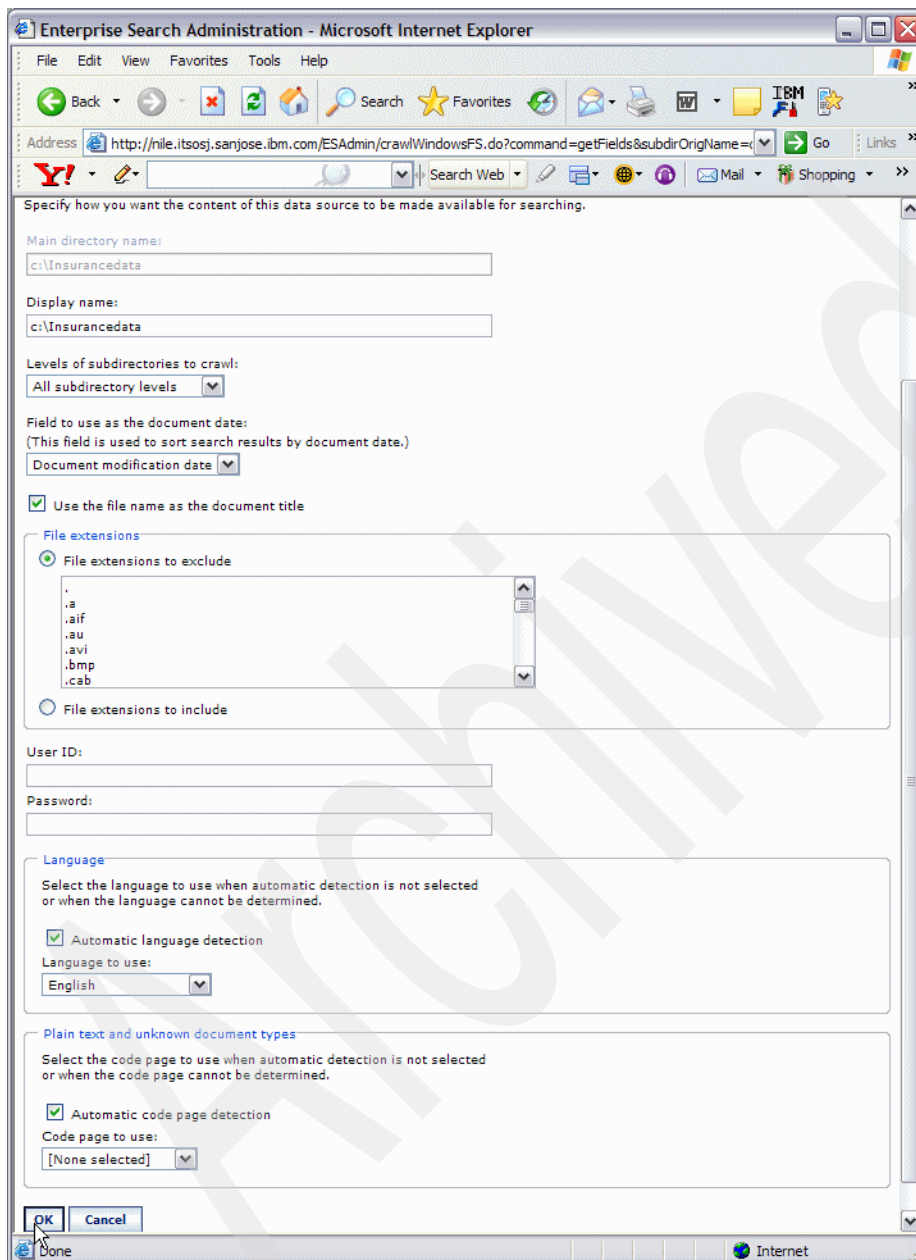 Enterprise Search Administration - Microsoft Internet Explorer
File Edit View Favorites Tools Help
Back Search Favorites IBM
Address http://nile.itsosj.sanjose.ibm.com/ESAdmin/crawlWindowsFS.do?command=getFields&subdirOrigName=c Go Links »
Y! Search Web Mail Shopping »
Specify how you want the content of this data source to be made available for searching.
Main directory name:
c:\Insurancedata
Display name:
c:\Insurancedata
Levels of subdirectories to crawl:
All subdirectory levels
Field to use as the document date:
(This field is used to sort search results by document date.)
Document modification date
Use the file name as the document title
File extensions
File extensions to exclude
.
.a
.aif
.au
.avi
.bmp
.cab
File extensions to include
User ID:
Password:
Language
Select the language to use when automatic detection is not selected
or when the language cannot be determined.
Automatic language detection
Language to use:
English
Plain text and unknown document types
Select the code page to use when automatic detection is not selected
or when the code page cannot be determined.
Automatic code page detection
Code page to use:
[None selected]
OK Cancel
Done Internet
Archived